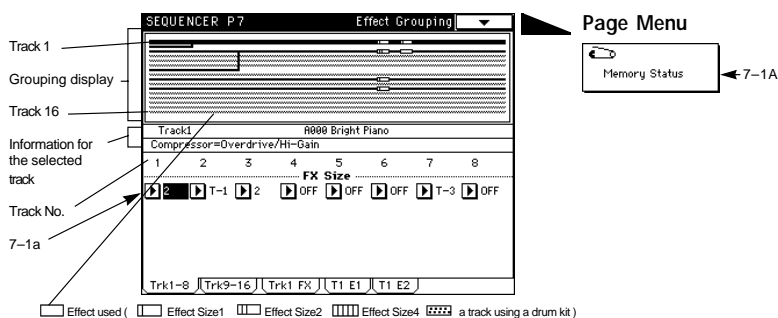 SEQUENCER P7 Effect Grouping
Page Menu
Track 1
Memory Status
7–1A
Grouping display
Track 16
Track1 A000 Bright Piano
Information for
the selected
track
Compressor=Overdrive/Hi-Gain
1 2 3 4 5 6 7 8
FX Size
2 T-1 2 OFF OFF OFF T-3 OFF
Track No.
7–1a
Trk1-8 Trk9-16 Trk1 FX T1 E1 T1 E2
Effect used ( Effect Size1 Effect Size2 Effect Size4 a track using a drum kit )